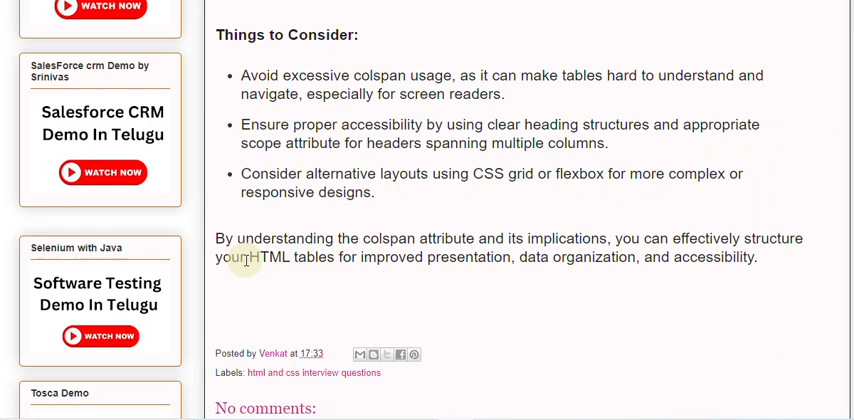 WATCH NOW
SalesForce crm Demo by
Srinivas
Salesforce CRM
Demo In Telugu
WATCH NOW
Selenium with Java
Software Testing
Demo In Telugu
WATCH NOW
Tosca Demo
Things to Consider:
• Avoid excessive colspan usage, as it can make tables hard to understand and
navigate, especially for screen readers.
• Ensure proper accessibility by using clear heading structures and appropriate
scope attribute for headers spanning multiple columns.
• Consider alternative layouts using CSS grid or flexbox for more complex or
responsive designs.
By understanding the colspan attribute and its implications, you can effectively structure
your HTML tables for improved presentation, data organization, and accessibility.
Posted by Venkat at 17:33
Labels: html and css interview questions
No comments: